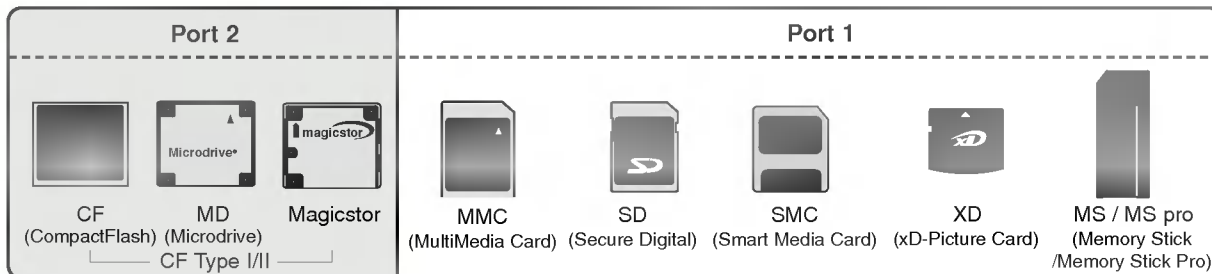 Port 2
Port 1
Microdrive
magicstor
SD
xD
CF
(CompactFlash)
MD
(Microdrive)
Magicstor
CF Type I/II
MMC
(MultiMedia Card)
SD
(Secure Digital)
SMC
(Smart Media Card)
XD
(xD-Picture Card)
MS / MS pro
(Memory Stick
/Memory Stick Pro)